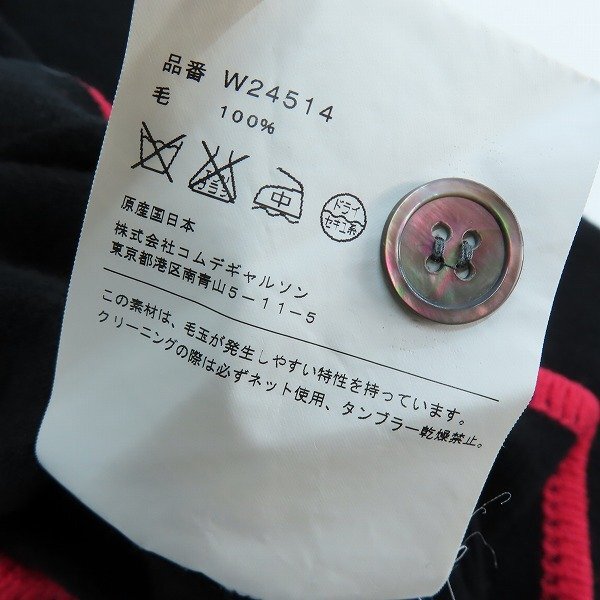 品番 W24514
毛 100%
中 ドライ
セキユ系
原産国日本
株式会社コムデギャルソン
東京都港区南青山5-11-5
この素材は、毛玉が発生しやすい特性を持っています。
クリーニングの際は必ずネット使用、タンブラー乾燥禁止。